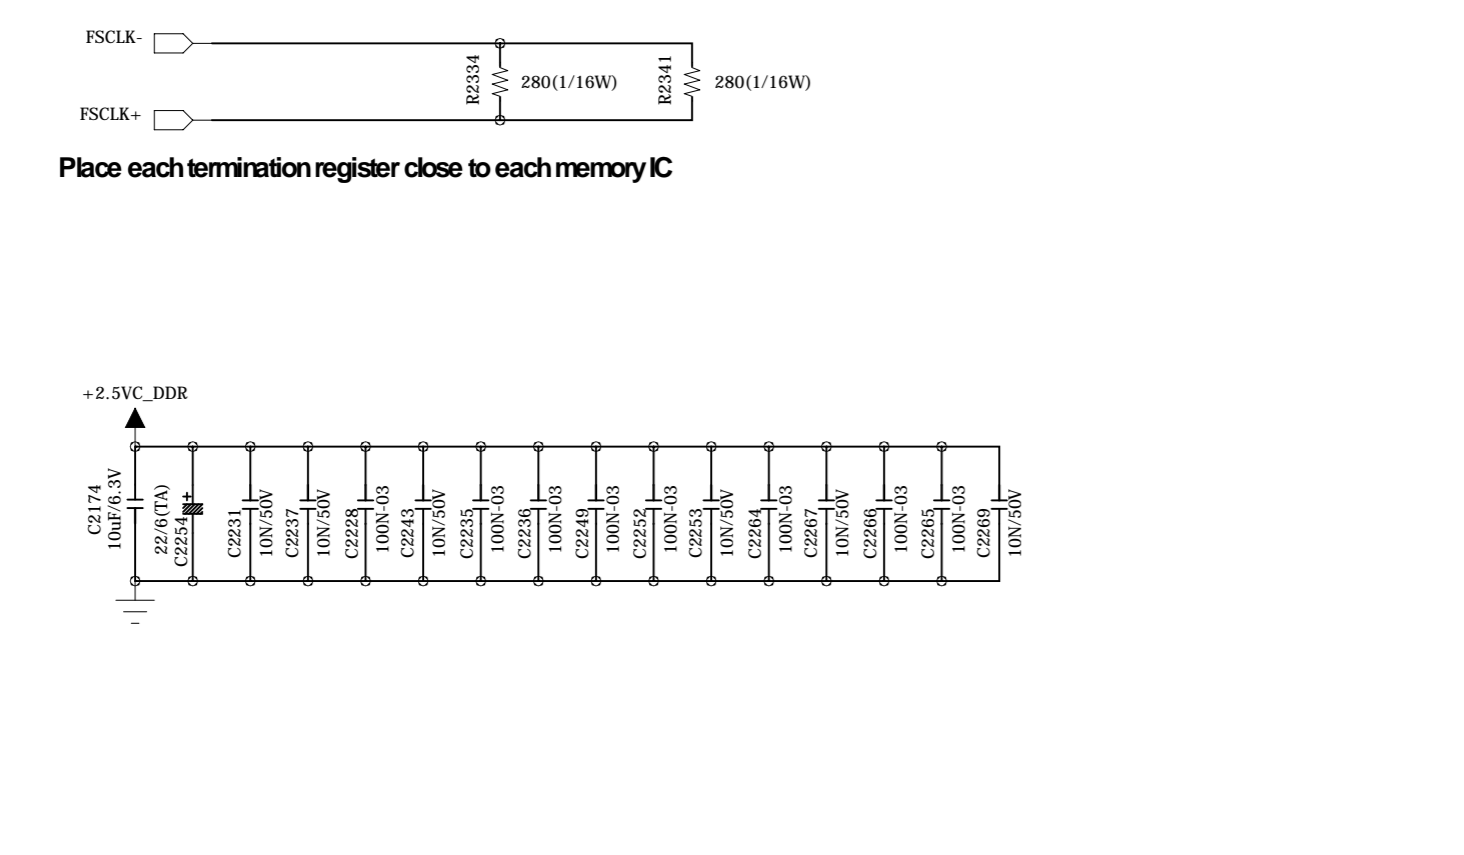 FSCLK-
R2334
280(1/16W)
R2341
280(1/16W)
FSCLK+
Place each termination register close to each memory IC
+2.5VC_DDR
C2174
10uF/6.3V
22/6(TA)
C2254
+
C2231
10N/50V
C2237
10N/50V
C2228
100N-03
C2243
10N/50V
C2235
100N-03
C2236
100N-03
C2249
100N-03
C2252
100N-03
C2253
10N/50V
C2264
100N-03
C2267
10N/50V
C2266
100N-03
C2265
100N-03
C2269
10N/50V